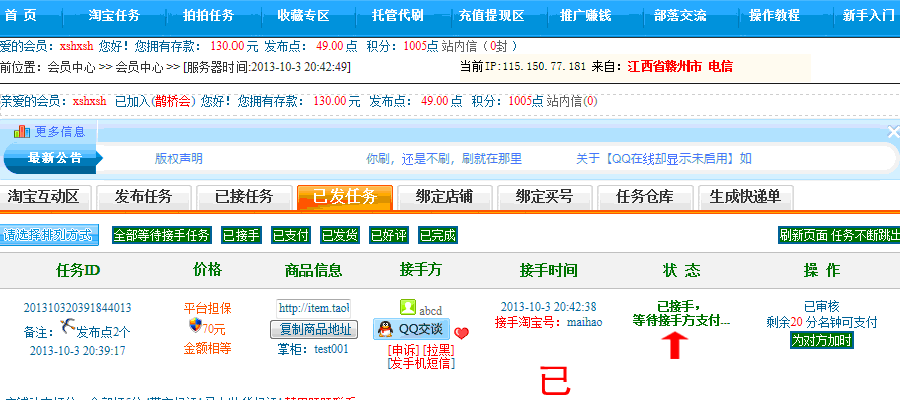 首 页 淘宝任务 拍拍任务 收藏专区 托管代刷 充值提现区 推广赚钱 部落交流 操作教程 新手入门
爱的会员：xshxsh 您好！您拥有存款： 130.00 元 发布点： 49.00 点 积分：1005点 站内信（ 0封 ）
前位置：会员中心 >> 会员中心 >> [服务器时间:2013-10-3 20:42:49] 当前IP:115.150.77.181 来自：江西省赣州市 电信
亲爱的会员：xshxsh 已加入(鹊桥会) 您好！您拥有存款： 130.00 元 发布点： 49.00 点 积分：1005点 站内信(0)
更多信息
最新公告 版权声明 你刷，还是不刷，刷就在那里 关于【QQ在线却显示未启用】如
淘宝互动区 发布任务 已接任务 已发任务 绑定店铺 绑定买号 任务仓库 生成快递单
请选择排列方式 全部等待接手任务 已接手 已支付 已发货 已好评 已完成 刷新页面 任务不断跳出
任务ID 价格 商品信息 接手方 接手时间 状 态 操 作
201310320391844013 平台担保 http://item.taol abcd 2013-10-3 20:42:38 已接手， 已审核
备注： 发布点2个 70元 复制商品地址 QQ交谈 接手淘宝号：maihao 等待接手方支付... 剩余20 分名钟可支付
2013-10-3 20:39:17 金额相等 掌柜：test001 [申诉] [拉黑] 为对方加时
[发手机短信]
已